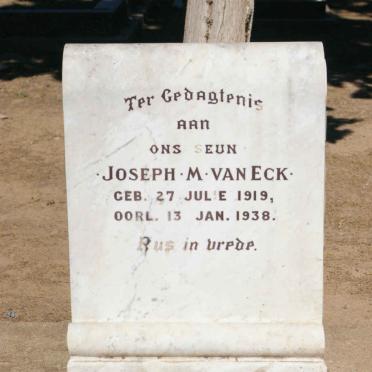 Ter Gedagtenis
AAN
ONS SEUN
· JOSEPH · M · VAN ECK ·
GEB. 27 JULIE 1919,
OORL. 13 JAN. 1938.
Rus in vrede.